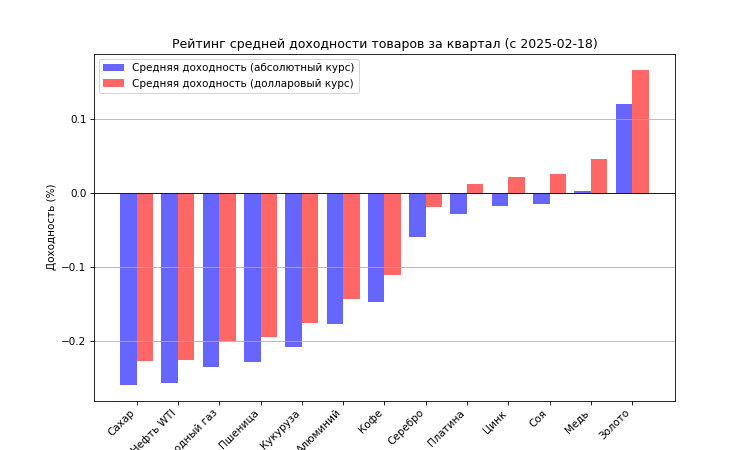 Рейтинг средней доходности товаров за квартал (с 2025-02-18)
Средняя доходность (абсолютный курс)
Средняя доходность (долларовый курс)
Доходность (%)
0.1
0.0
−0.1
−0.2
Сахар
Нефть WTI
газ
Пшеница
Кукуруза
Алюминий
Кофе
Серебро
Платина
Цинк
Соя
Медь
Золото